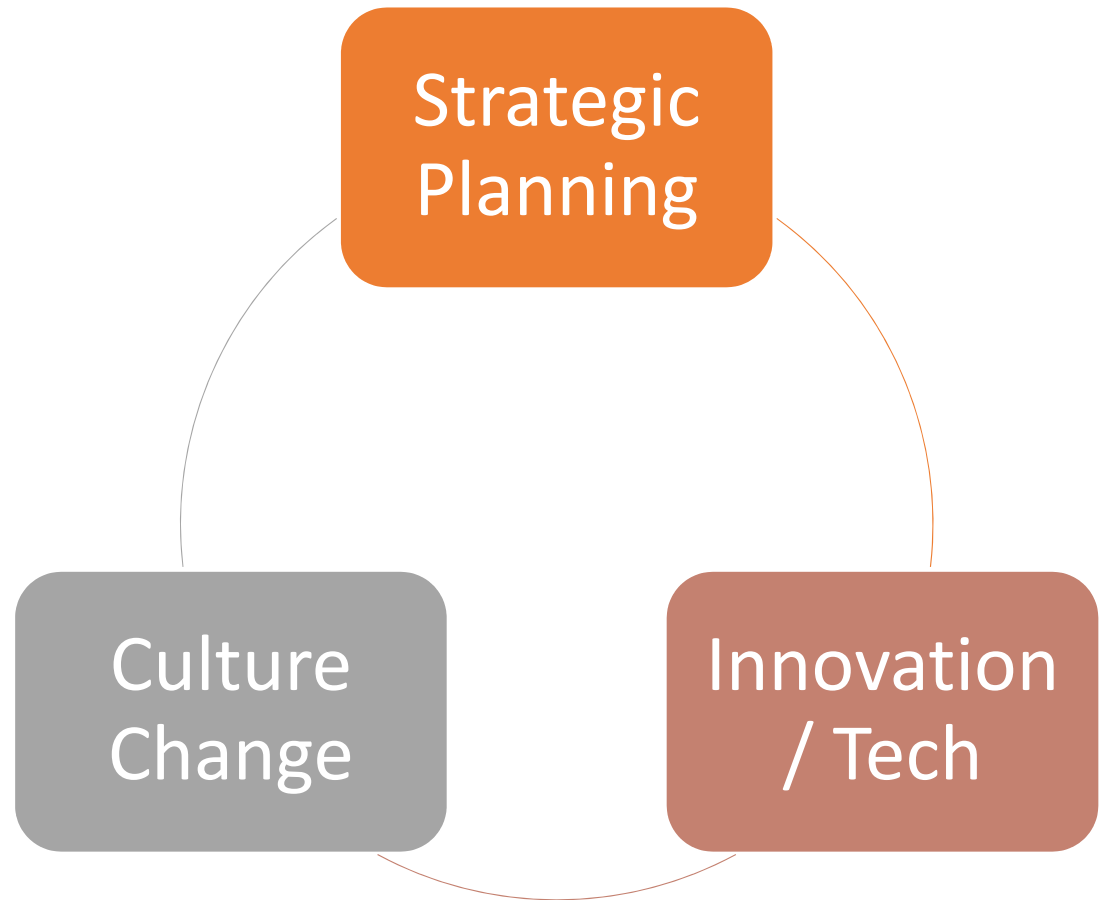 Strategic
Planning
Culture
Change
Innovation
/ Tech